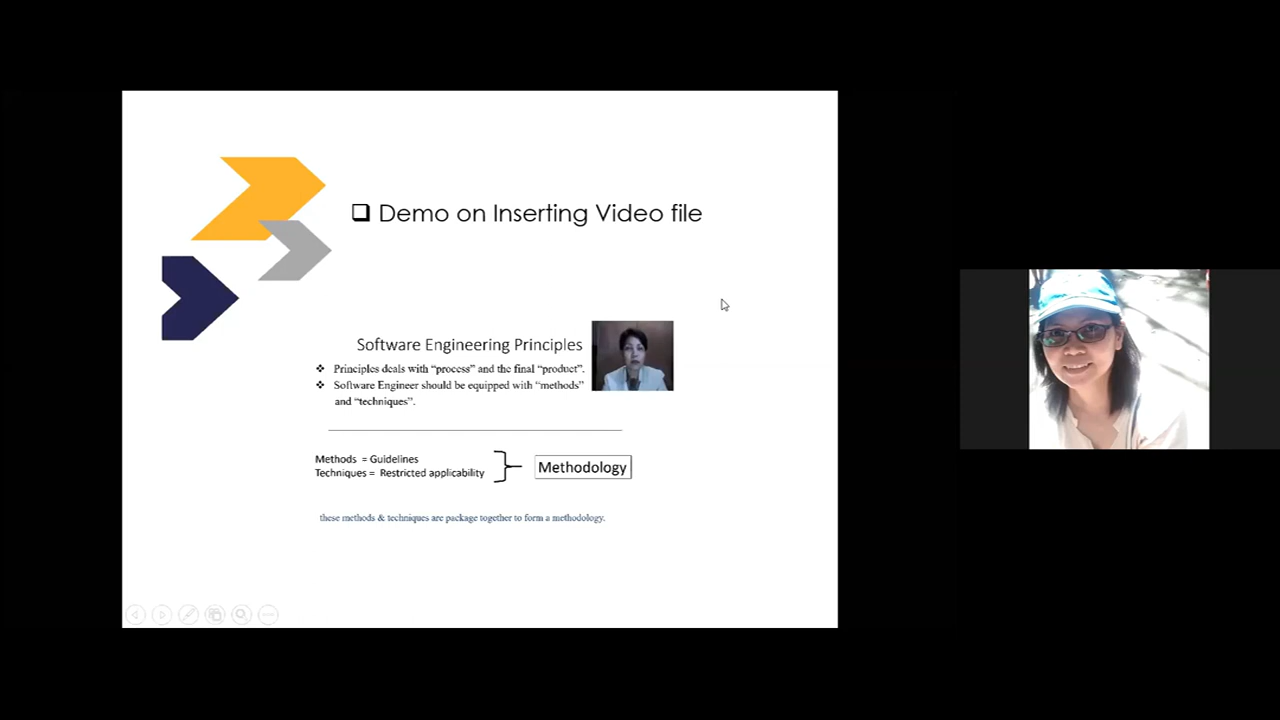 ❑ Demo on Inserting Video file
Software Engineering Principles
❖ Principles deals with “process” and the final “product”.
❖ Software Engineer should be equipped with “methods”
and “techniques”.
Methods = Guidelines
Techniques = Restricted applicability
Methodology
these methods & techniques are package together to form a methodology.